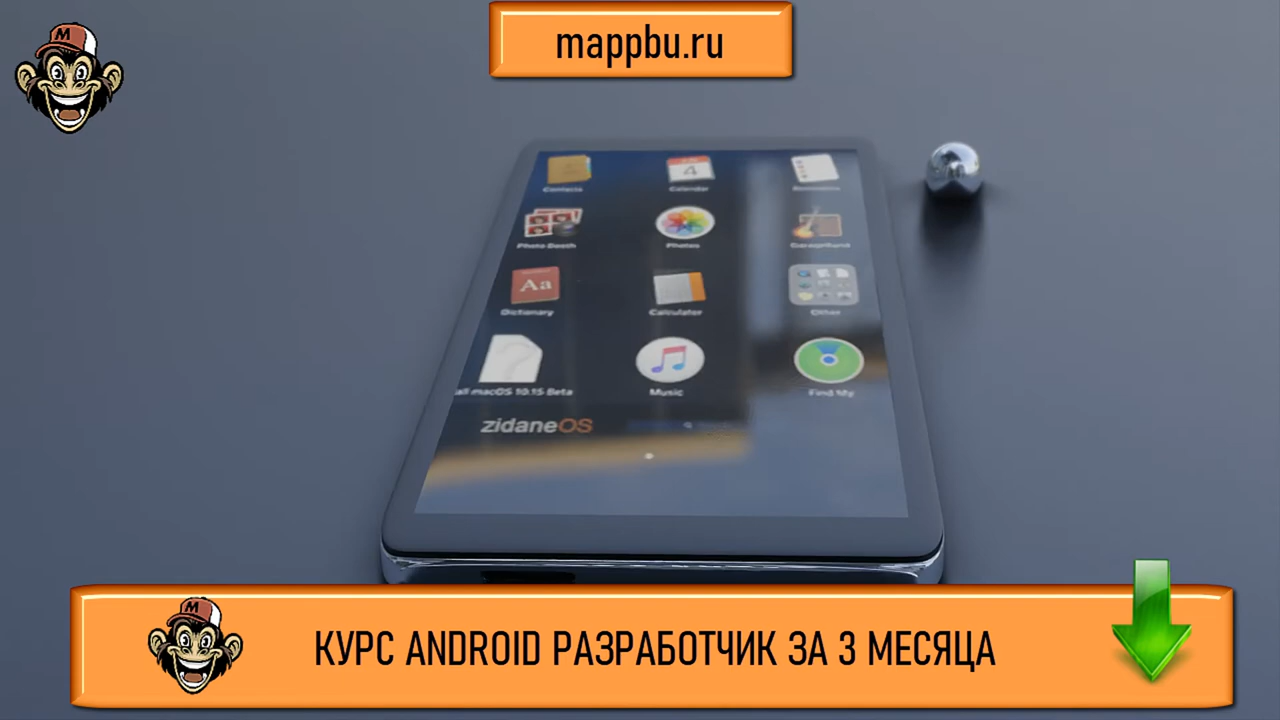 M
mappbu.ru
Contacts
4
Calendar
Photo Booth
Photos
GarageBand
Aa
Dictionary
Calculator
Other
all macOS 10.15 Beta
Music
Find My
zidaneOS
M
КУРС ANDROID РАЗРАБОТЧИК ЗА 3 МЕСЯЦА